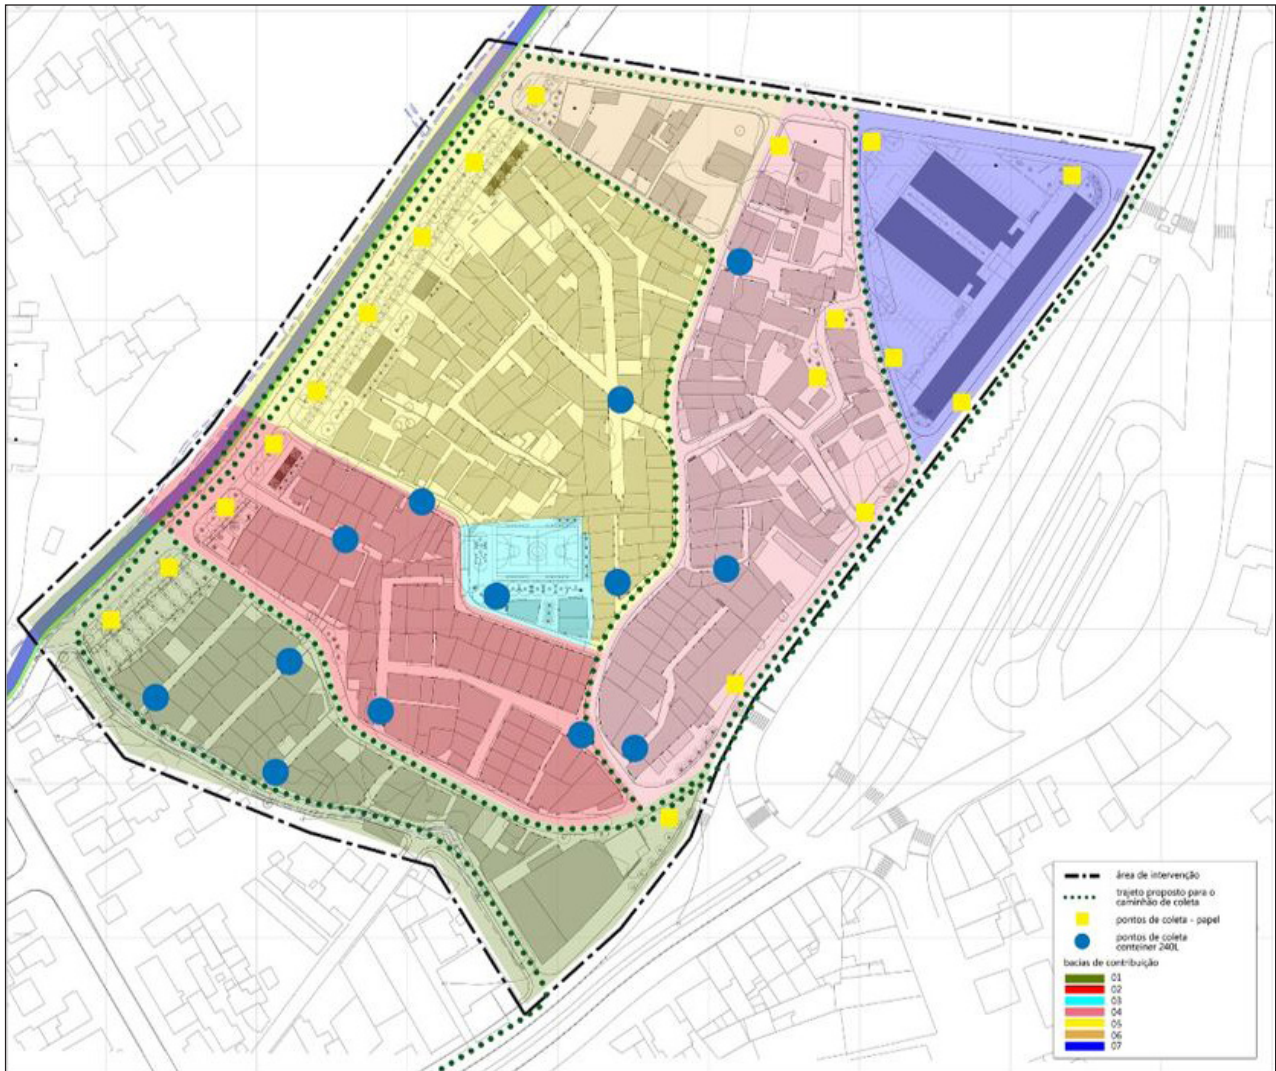 área de intervenção
trajeto proposto para o
caminhão de coleta
pontos de coleta - papel
pontos de coleta
conteiner 240L
bacias de contribuição
01
02
03
04
05
06
07